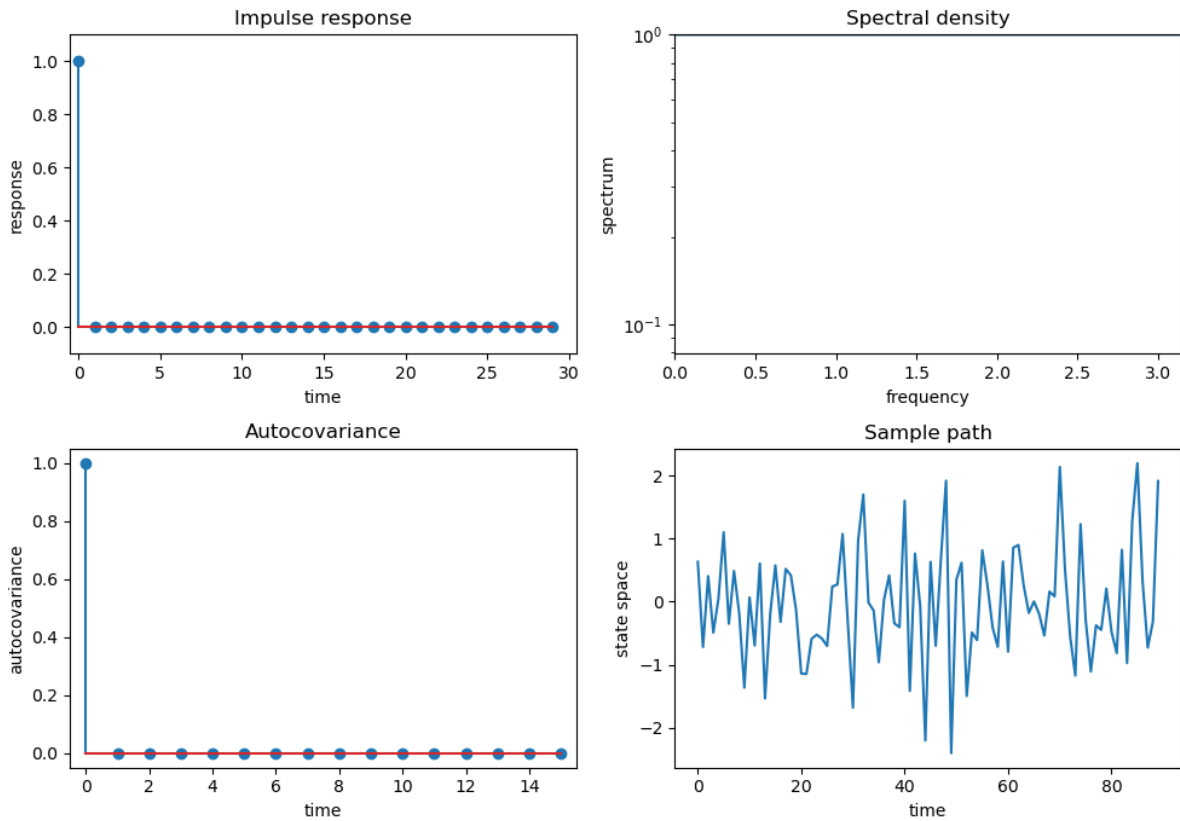 Impulse response
1.0
0.8
0.6
0.4
0.2
0.0
response
0 5 10 15 20 25 30
time
Spectral density
10⁰
10⁻¹
spectrum
0.0 0.5 1.0 1.5 2.0 2.5 3.0
frequency
Autocovariance
1.0
0.8
0.6
0.4
0.2
0.0
autocovariance
0 2 4 6 8 10 12 14
time
Sample path
2
1
0
−1
−2
state space
0 20 40 60 80
time